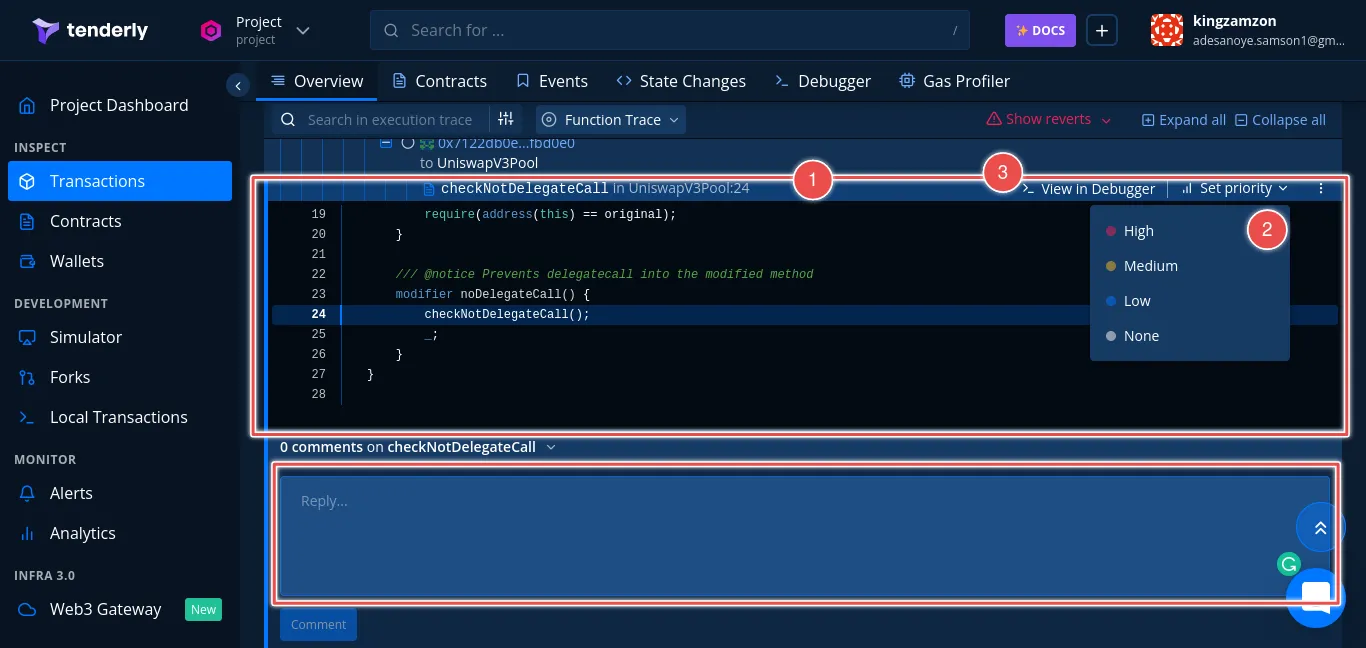 tenderly
Project
project
Search for ...
/
DOCS
+
kingzamzon
adesanoye.samson1@gm...
Overview
Contracts
Events
State Changes
Debugger
Gas Profiler
Project Dashboard
INSPECT
Transactions
Contracts
Wallets
DEVELOPMENT
Simulator
Forks
Local Transactions
MONITOR
Alerts
Analytics
INFRA 3.0
Web3 Gateway
New
Search in execution trace
Function Trace
Show reverts
Expand all
Collapse all
0x7122db0e...fbd0e0
to UniswapV3Pool
1
3
checkNotDelegateCall in UniswapV3Pool:24
View in Debugger
Set priority
2
High
Medium
Low
None
19 require(address(this) == original);
20 }
21
22 /// @notice Prevents delegatecall into the modified method
23 modifier noDelegateCall() {
24 checkNotDelegateCall();
25 _;
26 }
27 }
28
0 comments on checkNotDelegateCall
Reply...
Comment